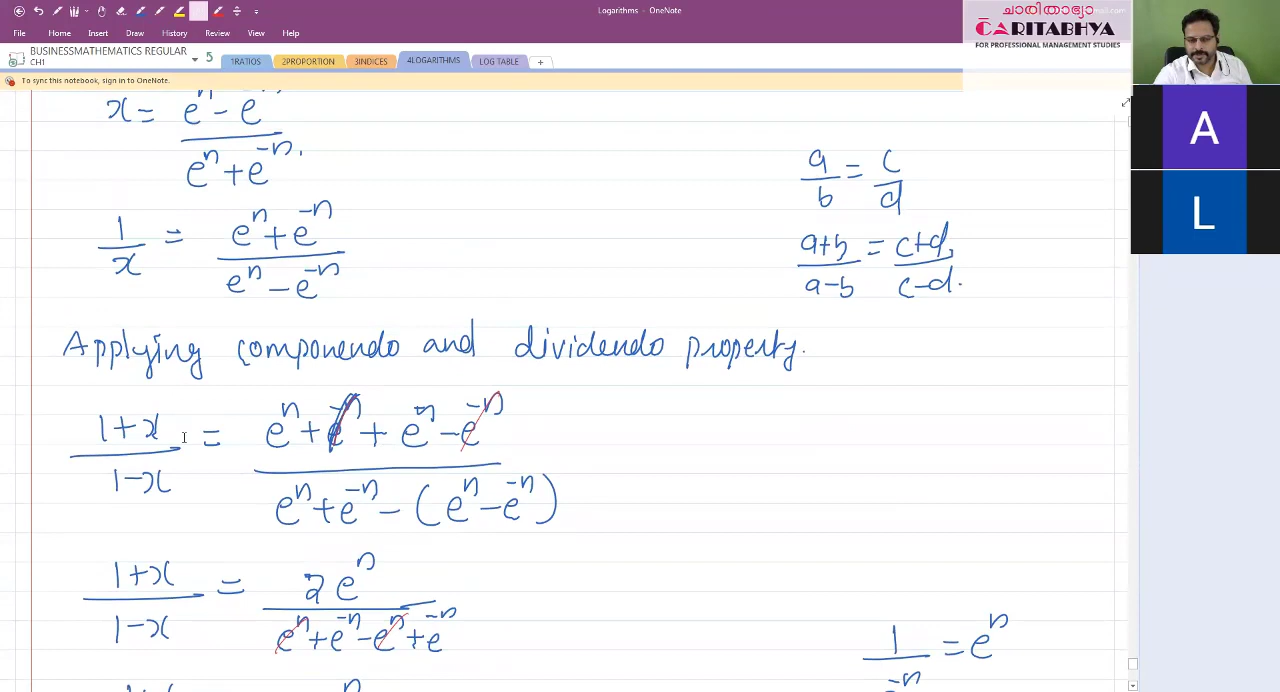 Logarithms - OneNote
ചാരിതാഭ്യാ
CARITABHYA
FOR PROFESSIONAL MANAGEMENT STUDIES
File Home Insert Draw History Review View Help
BUSINESSMATHEMATICS REGULAR
CH1
1RATIOS 2PROPORTION 3INDICES 4LOGARITHMS LOG TABLE +
To sync this notebook, sign in to OneNote.
A
L
x = (e^n - e) / (e^n + e^-n).
1/x = (e^n + e^-n) / (e^n - e^-n)
a/b = c/d
(a+b)/(a-b) = (c+d)/(c-d).
Applying componendo and dividendo property.
(1+x)/(1-x) = (e^n + e^-n + e^n - e^-n) / (e^n + e^-n - (e^n - e^-n))
(1+x)/(1-x) = 2e^n / (e^n + e^-n - e^n + e^-n)
1/e^-n = e^n